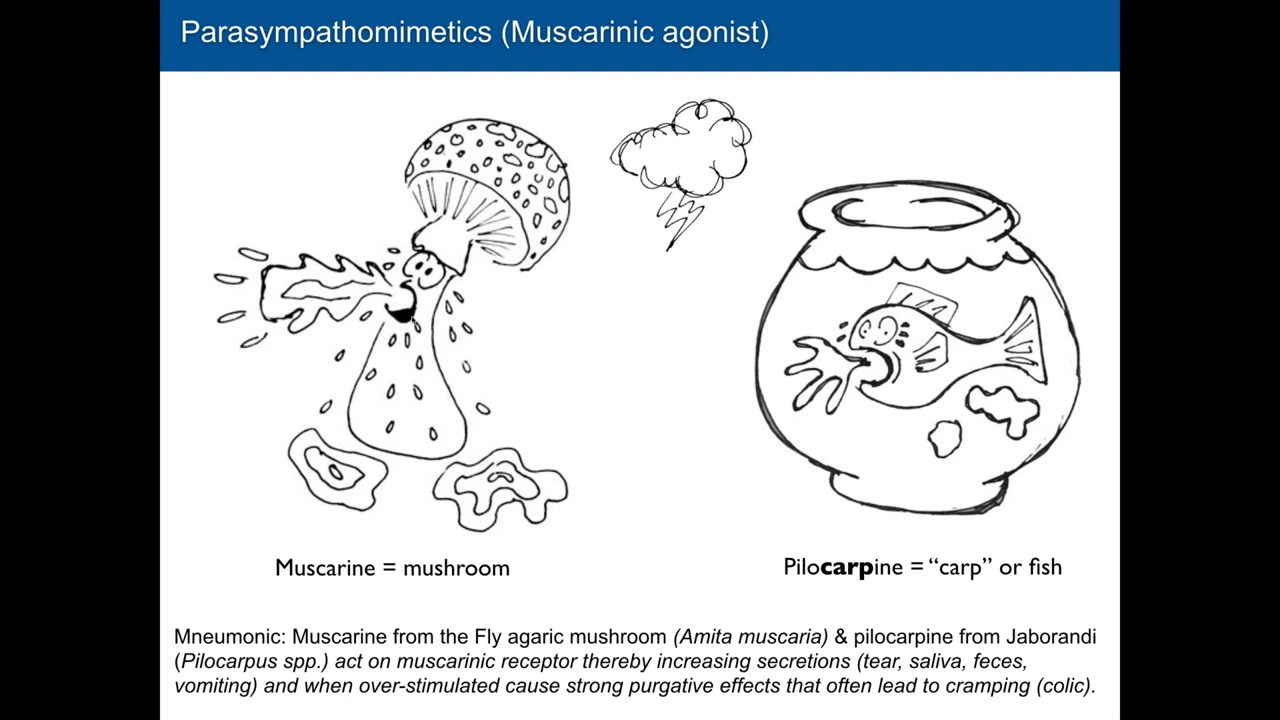 Parasympathomimetics (Muscarinic agonist)
Muscarine = mushroom
Pilocarpine = “carp” or fish
Mneumonic: Muscarine from the Fly agaric mushroom (Amita muscaria) & pilocarpine from Jaborandi
(Pilocarpus spp.) act on muscarinic receptor thereby increasing secretions (tear, saliva, feces,
vomiting) and when over-stimulated cause strong purgative effects that often lead to cramping (colic).